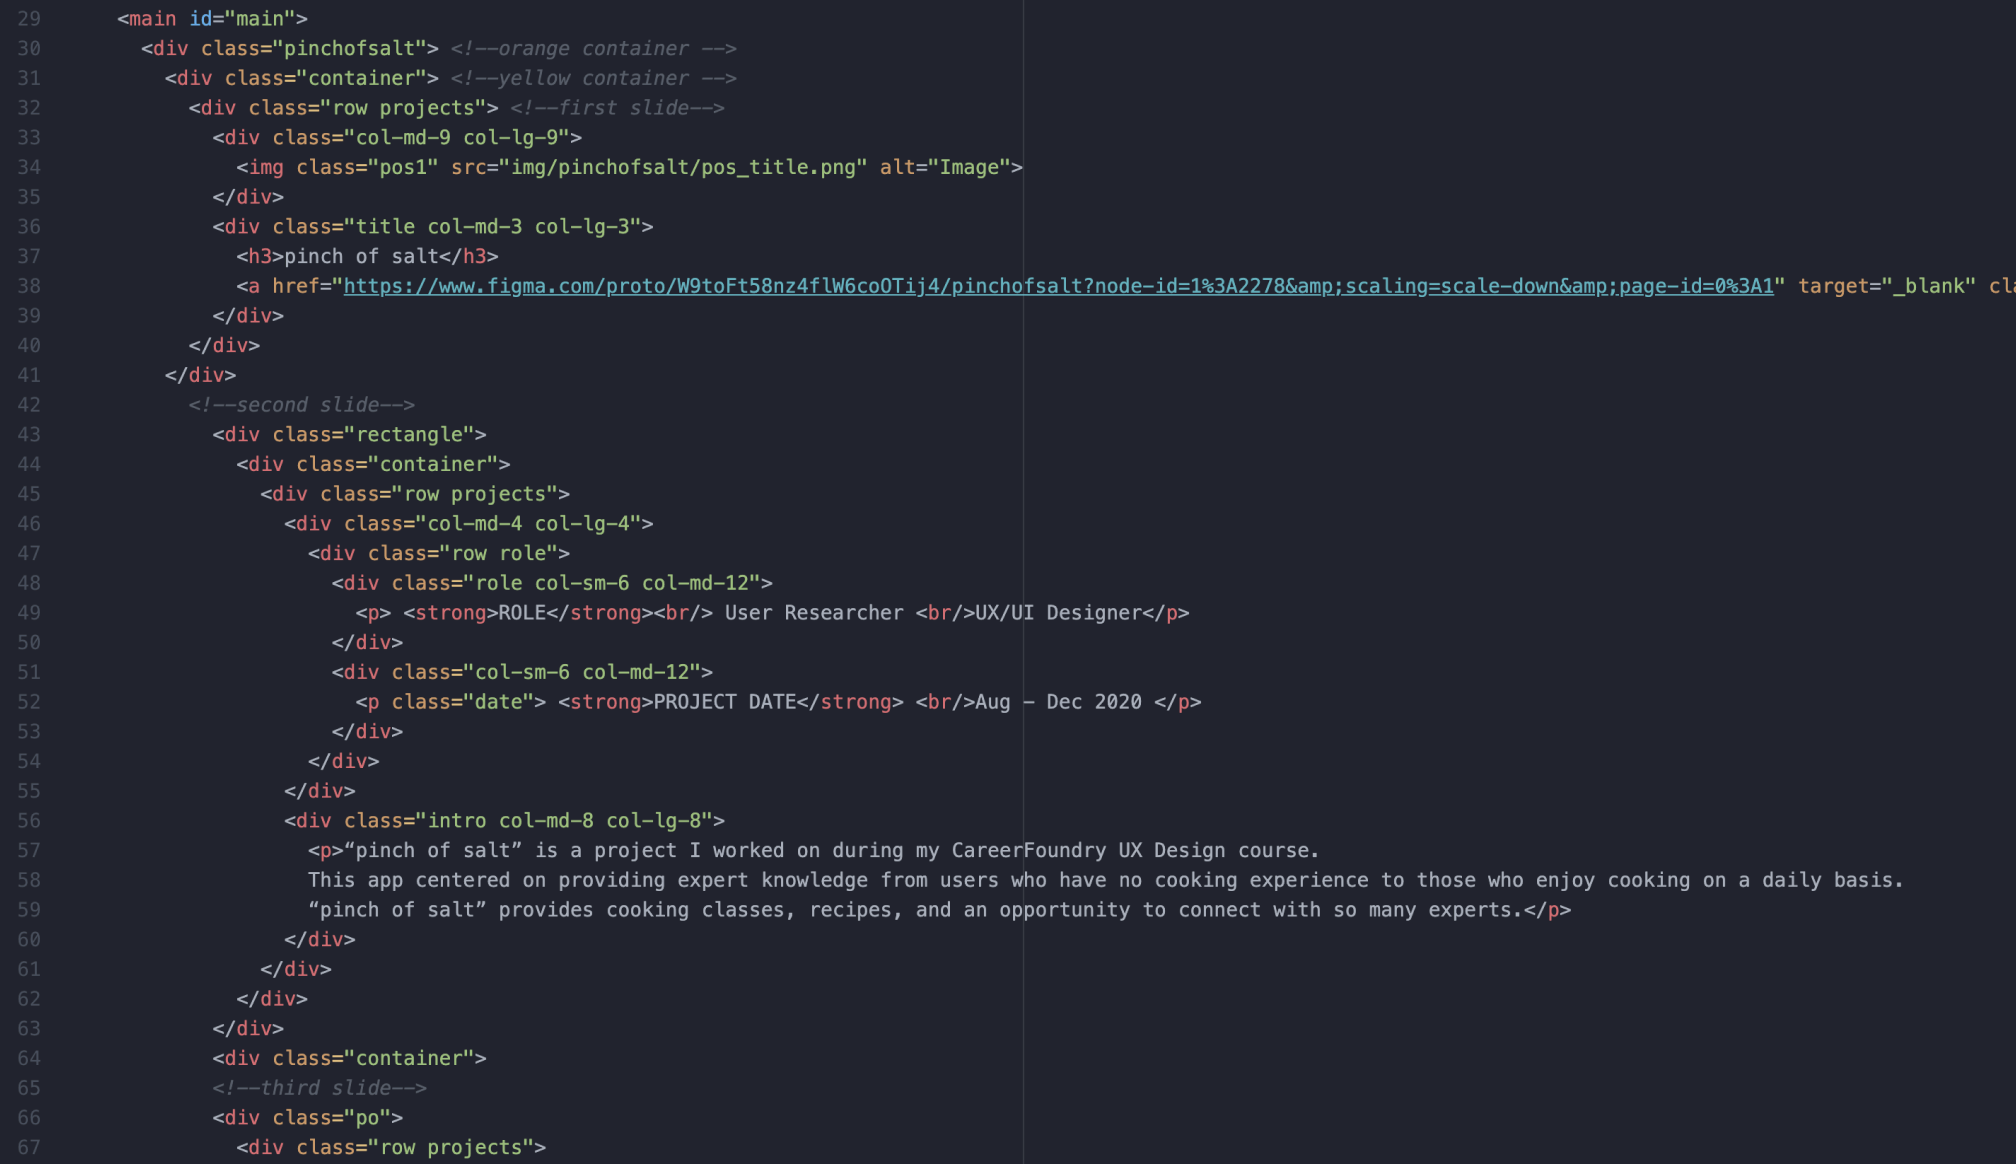 29 <main id="main">
30 <div class="pinchofsalt"> <!--orange container -->
31 <div class="container"> <!--yellow container -->
32 <div class="row projects"> <!--first slide-->
33 <div class="col-md-9 col-lg-9">
34 <img class="pos1" src="img/pinchofsalt/pos_title.png" alt="Image">
35 </div>
36 <div class="title col-md-3 col-lg-3">
37 <h3>pinch of salt</h3>
38 <a href="https://www.figma.com/proto/W9toFt58nz4flW6coOTij4/pinchofsalt?node-id=1%3A2278&amp;scaling=scale-down&amp;page-id=0%3A1" target="_blank" cla
39 </div>
40 </div>
41 </div>
42 <!--second slide-->
43 <div class="rectangle">
44 <div class="container">
45 <div class="row projects">
46 <div class="col-md-4 col-lg-4">
47 <div class="row role">
48 <div class="role col-sm-6 col-md-12">
49 <p> <strong>ROLE</strong><br/> User Researcher <br/>UX/UI Designer</p>
50 </div>
51 <div class="col-sm-6 col-md-12">
52 <p class="date"> <strong>PROJECT DATE</strong> <br/>Aug – Dec 2020 </p>
53 </div>
54 </div>
55 </div>
56 <div class="intro col-md-8 col-lg-8">
57 <p>“pinch of salt” is a project I worked on during my CareerFoundry UX Design course.
58 This app centered on providing expert knowledge from users who have no cooking experience to those who enjoy cooking on a daily basis.
59 “pinch of salt” provides cooking classes, recipes, and an opportunity to connect with so many experts.</p>
60 </div>
61 </div>
62 </div>
63 </div>
64 <div class="container">
65 <!--third slide-->
66 <div class="po">
67 <div class="row projects">